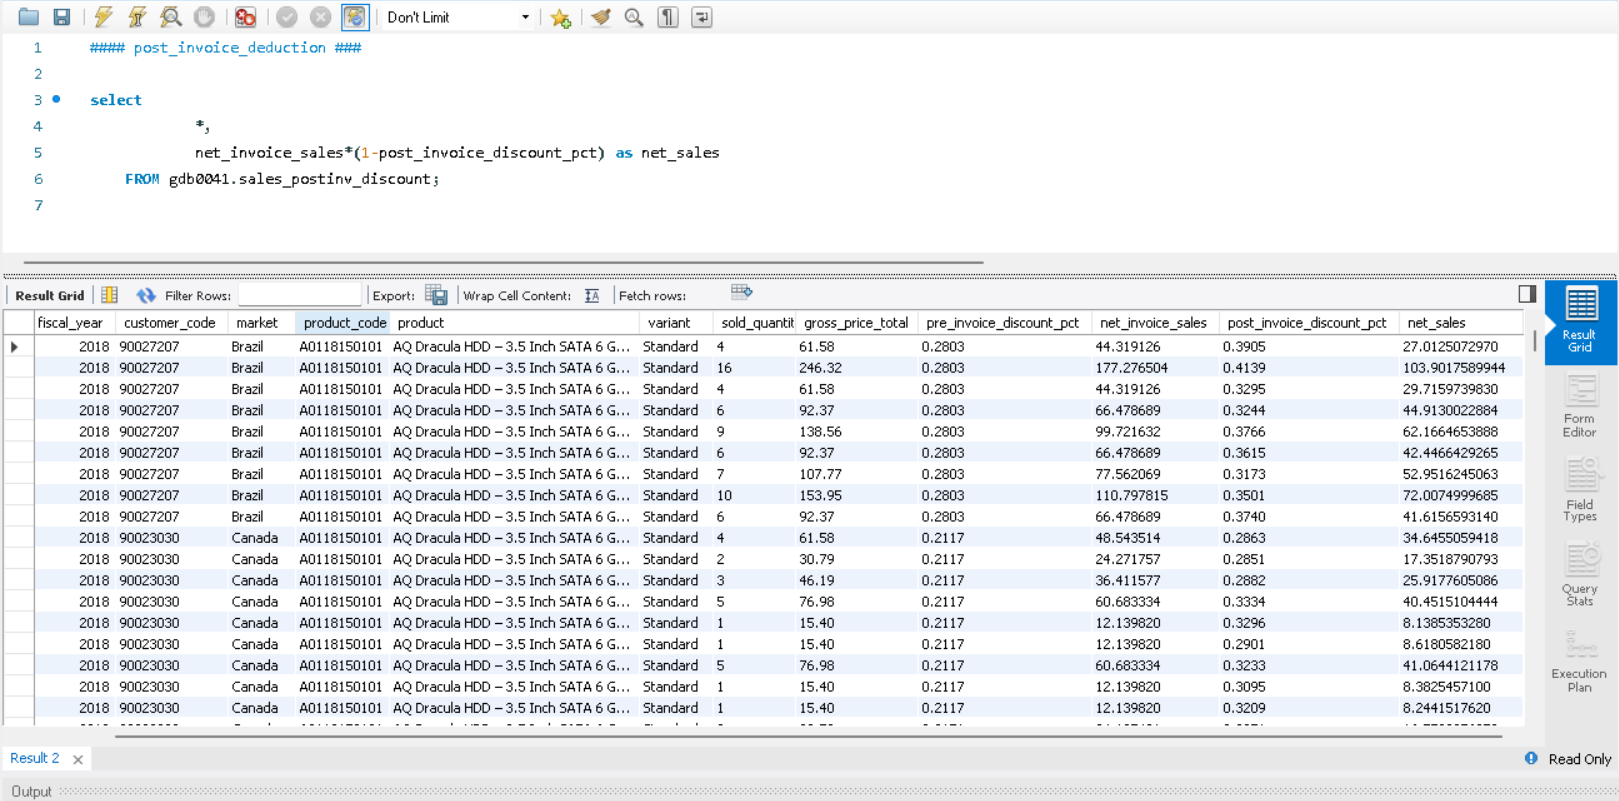 Don't Limit
1 #### post_invoice_deduction ###
2
3 select
4 *,
5 net_invoice_sales*(1-post_invoice_discount_pct) as net_sales
6 FROM gdb0041.sales_postinv_discount;
7
Result Grid Filter Rows: Export: Wrap Cell Content: Fetch rows:
fiscal_year customer_code market product_code product variant sold_quantit gross_price_total pre_invoice_discount_pct net_invoice_sales post_invoice_discount_pct net_sales
2018 90027207 Brazil A0118150101 AQ Dracula HDD – 3.5 Inch SATA 6 G... Standard 4 61.58 0.2803 44.319126 0.3905 27.0125072970
2018 90027207 Brazil A0118150101 AQ Dracula HDD – 3.5 Inch SATA 6 G... Standard 16 246.32 0.2803 177.276504 0.4139 103.9017589944
2018 90027207 Brazil A0118150101 AQ Dracula HDD – 3.5 Inch SATA 6 G... Standard 4 61.58 0.2803 44.319126 0.3295 29.7159739830
2018 90027207 Brazil A0118150101 AQ Dracula HDD – 3.5 Inch SATA 6 G... Standard 6 92.37 0.2803 66.478689 0.3244 44.9130022884
2018 90027207 Brazil A0118150101 AQ Dracula HDD – 3.5 Inch SATA 6 G... Standard 9 138.56 0.2803 99.721632 0.3766 62.1664653888
2018 90027207 Brazil A0118150101 AQ Dracula HDD – 3.5 Inch SATA 6 G... Standard 6 92.37 0.2803 66.478689 0.3615 42.4466429265
2018 90027207 Brazil A0118150101 AQ Dracula HDD – 3.5 Inch SATA 6 G... Standard 7 107.77 0.2803 77.562069 0.3173 52.9516245063
2018 90027207 Brazil A0118150101 AQ Dracula HDD – 3.5 Inch SATA 6 G... Standard 10 153.95 0.2803 110.797815 0.3501 72.0074999685
2018 90027207 Brazil A0118150101 AQ Dracula HDD – 3.5 Inch SATA 6 G... Standard 6 92.37 0.2803 66.478689 0.3740 41.6156593140
2018 90023030 Canada A0118150101 AQ Dracula HDD – 3.5 Inch SATA 6 G... Standard 4 61.58 0.2117 48.543514 0.2863 34.6455059418
2018 90023030 Canada A0118150101 AQ Dracula HDD – 3.5 Inch SATA 6 G... Standard 2 30.79 0.2117 24.271757 0.2851 17.3518790793
2018 90023030 Canada A0118150101 AQ Dracula HDD – 3.5 Inch SATA 6 G... Standard 3 46.19 0.2117 36.411577 0.2882 25.9177605086
2018 90023030 Canada A0118150101 AQ Dracula HDD – 3.5 Inch SATA 6 G... Standard 5 76.98 0.2117 60.683334 0.3334 40.4515104444
2018 90023030 Canada A0118150101 AQ Dracula HDD – 3.5 Inch SATA 6 G... Standard 1 15.40 0.2117 12.139820 0.3296 8.1385353280
2018 90023030 Canada A0118150101 AQ Dracula HDD – 3.5 Inch SATA 6 G... Standard 1 15.40 0.2117 12.139820 0.2901 8.6180582180
2018 90023030 Canada A0118150101 AQ Dracula HDD – 3.5 Inch SATA 6 G... Standard 5 76.98 0.2117 60.683334 0.3233 41.0644121178
2018 90023030 Canada A0118150101 AQ Dracula HDD – 3.5 Inch SATA 6 G... Standard 1 15.40 0.2117 12.139820 0.3095 8.3825457100
2018 90023030 Canada A0118150101 AQ Dracula HDD – 3.5 Inch SATA 6 G... Standard 1 15.40 0.2117 12.139820 0.3209 8.2441517620
Result
Grid
Form
Editor
Field
Types
Query
Stats
Execution
Plan
Result 2 Read Only
Output